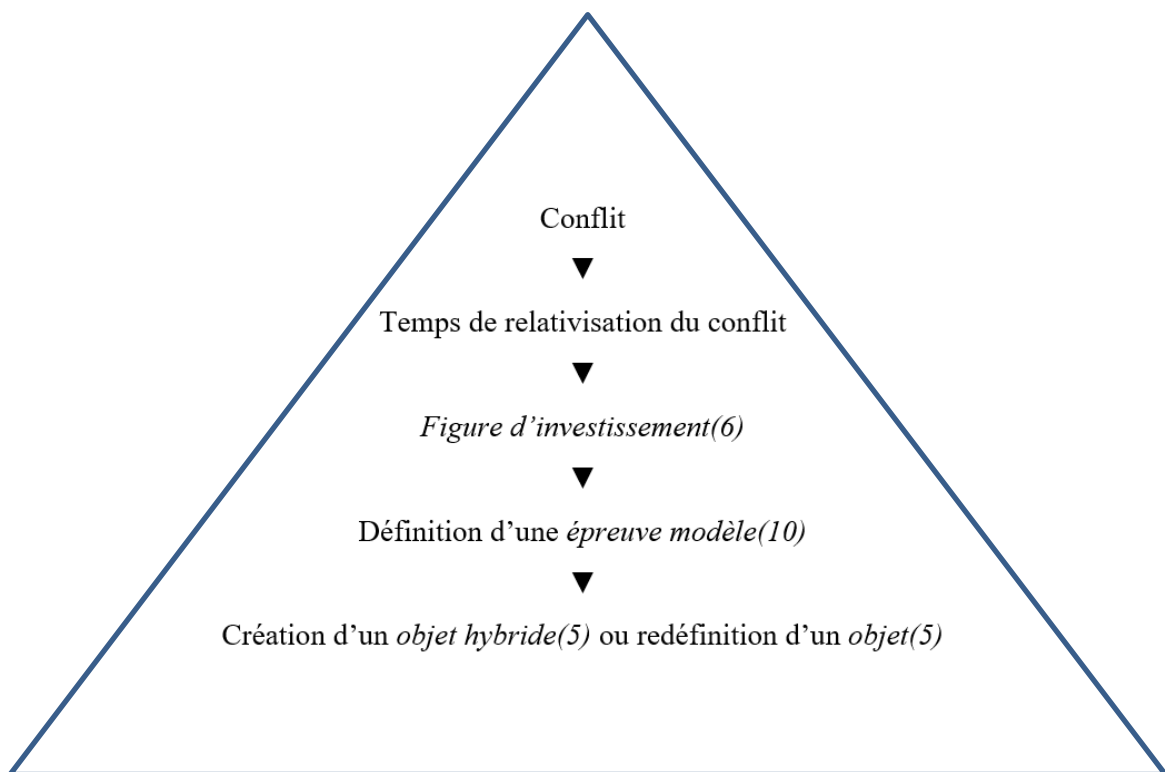 Conflit
▼
Temps de relativisation du conflit
▼
Figure d’investissement(6)
▼
Définition d’une épreuve modèle(10)
▼
Création d’un objet hybride(5) ou redéfinition d’un objet(5)